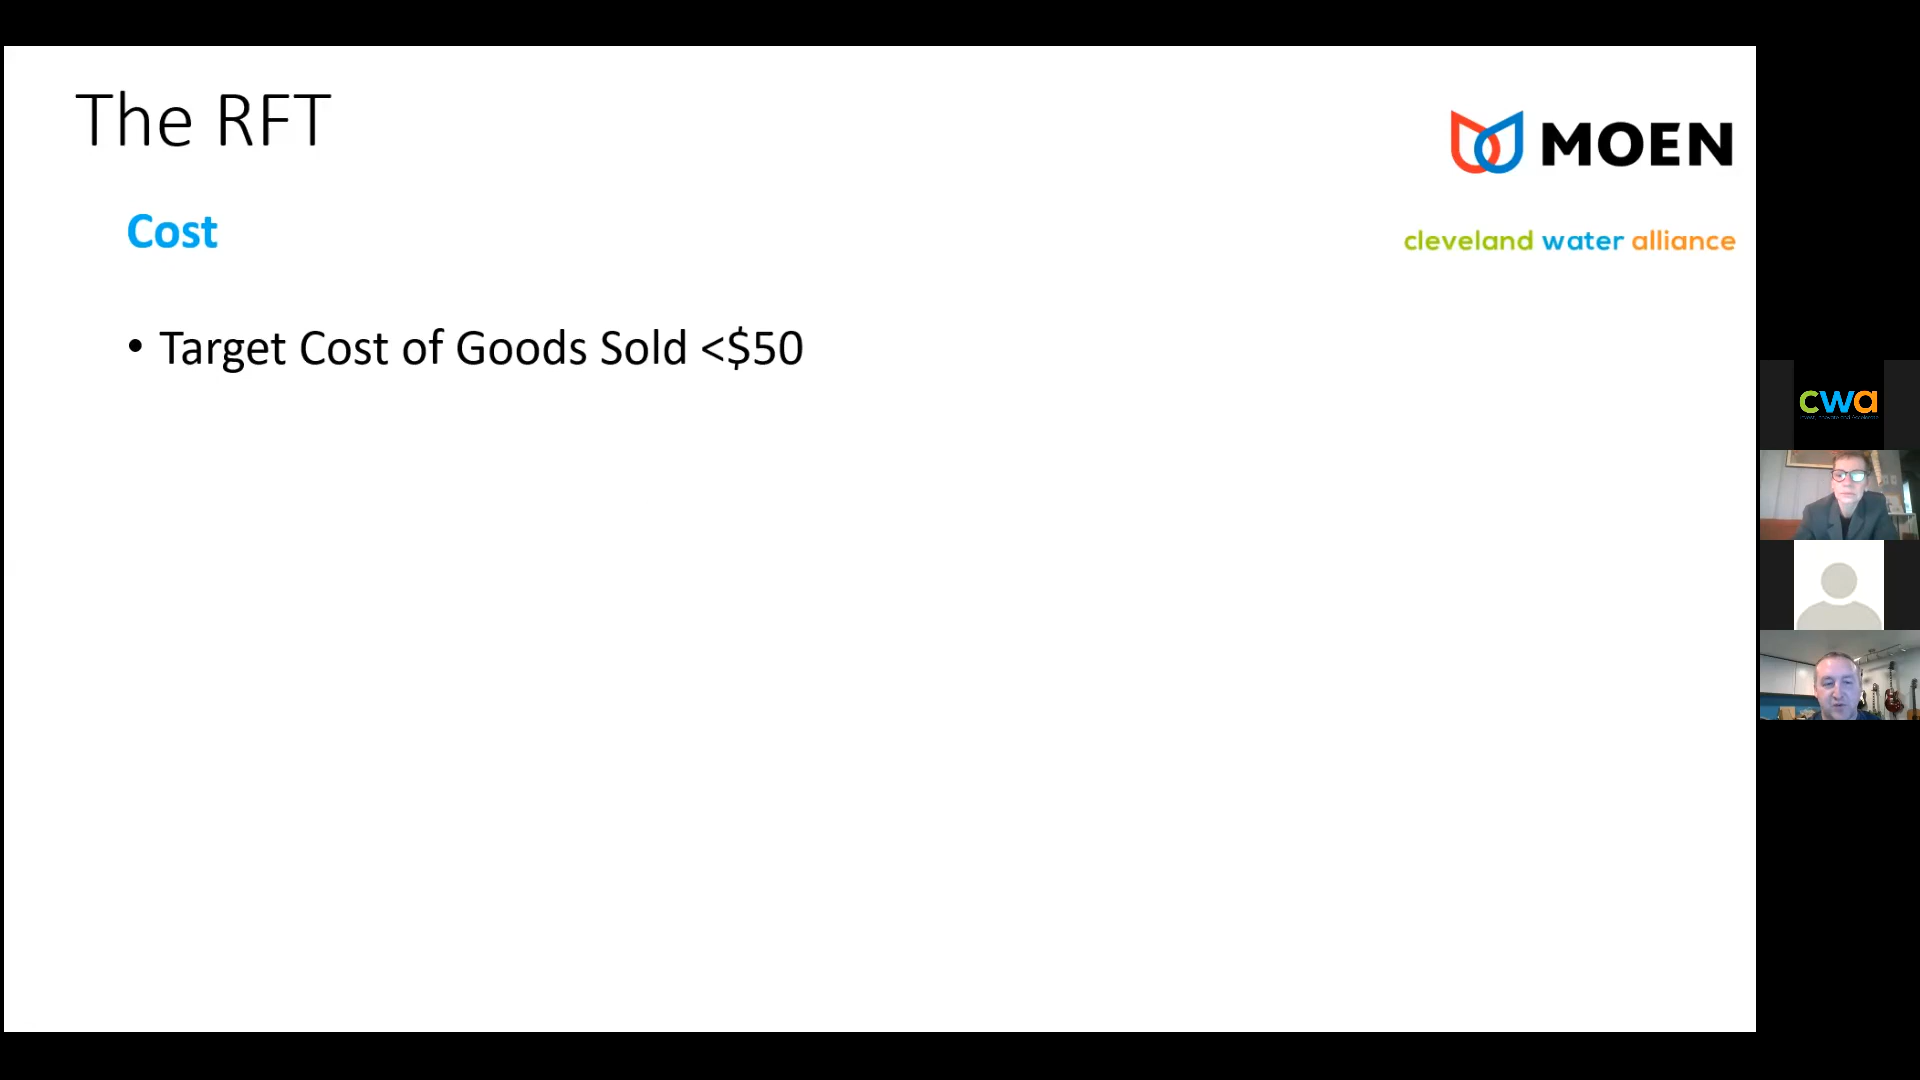 The RFT
MOEN
Cost
cleveland water alliance
• Target Cost of Goods Sold <$50
cwa